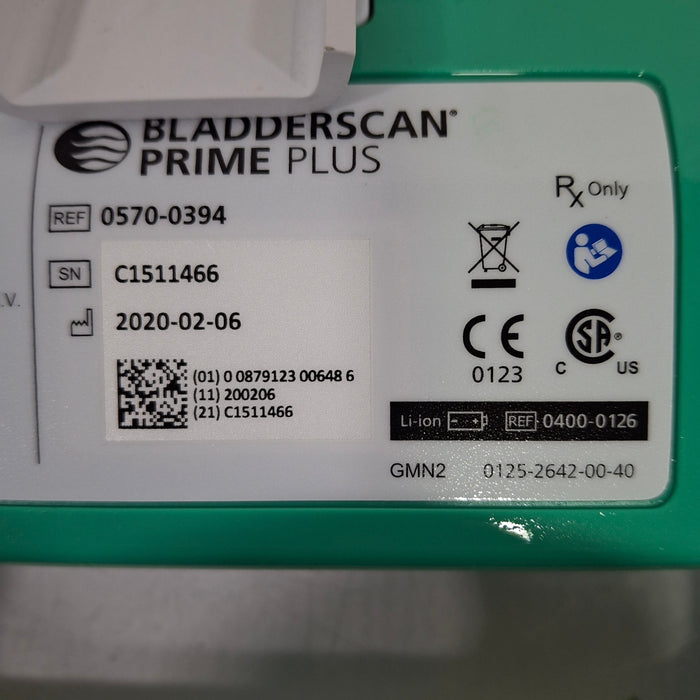 BLADDERSCAN®
PRIME PLUS
Rx Only
REF 0570-0394
SN C1511466
.V.
2020-02-06
(01) 0 0879123 00648 6
(11) 200206
(21) C1511466
CE
0123
C SA® US
Li-ion - + REF 0400-0126
GMN2 0125-2642-00-40